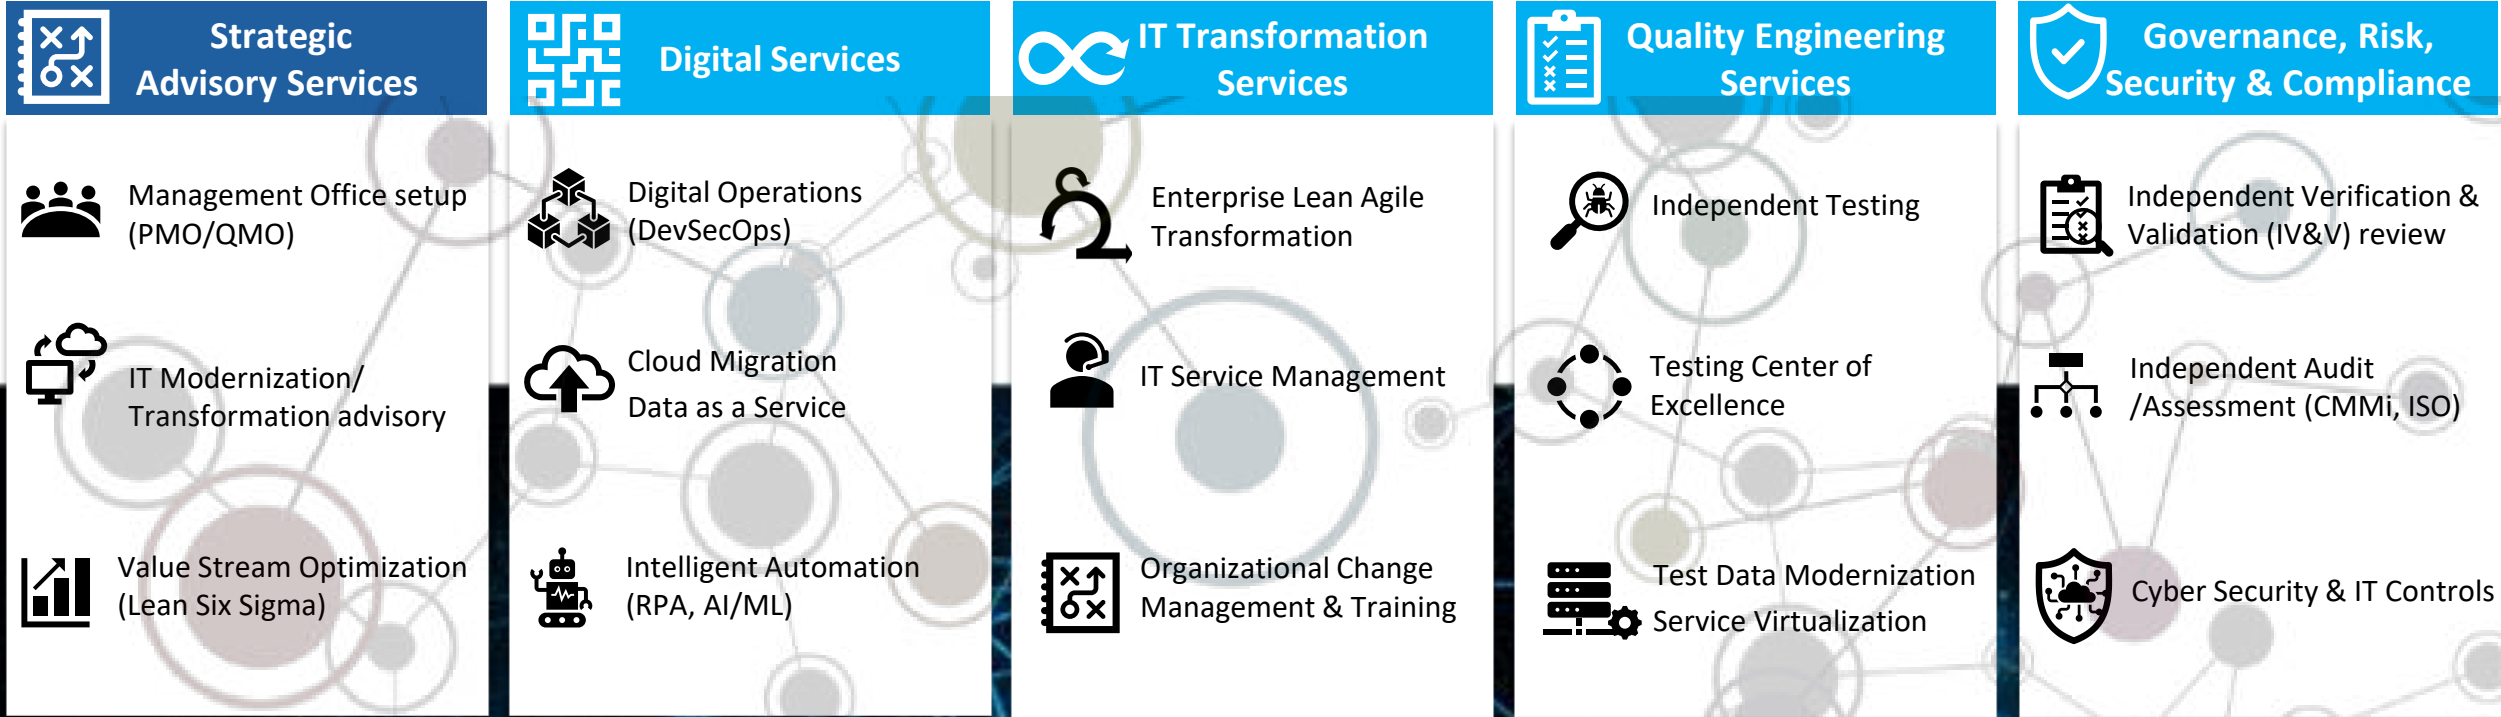 Strategic
Advisory Services
Management Office setup
(PMO/QMO)
IT Modernization/
Transformation advisory
Value Stream Optimization
(Lean Six Sigma)
Digital Services
Digital Operations
(DevSecOps)
Cloud Migration
Data as a Service
Intelligent Automation
(RPA, AI/ML)
IT Transformation
Services
Enterprise Lean Agile
Transformation
IT Service Management
Organizational Change
Management & Training
Quality Engineering
Services
Independent Testing
Testing Center of
Excellence
Test Data Modernization
Service Virtualization
Governance, Risk,
Security & Compliance
Independent Verification &
Validation (IV&V) review
Independent Audit
/Assessment (CMMi, ISO)
Cyber Security & IT Controls